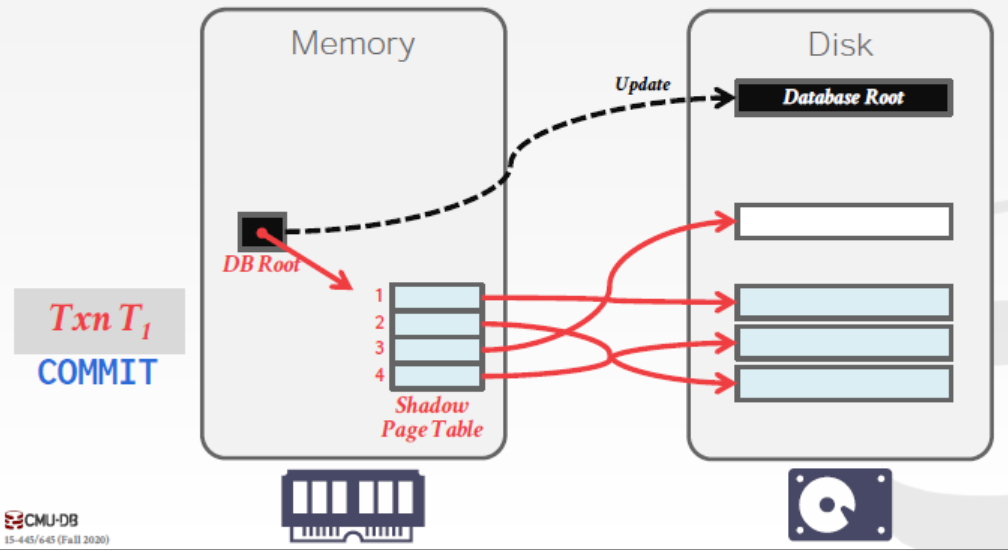 Memory
Disk
Update
Database Root
DB Root
Txn T1
COMMIT
1
2
3
4
Shadow
Page Table
CMU·DB
15-445/645 (Fall 2020)